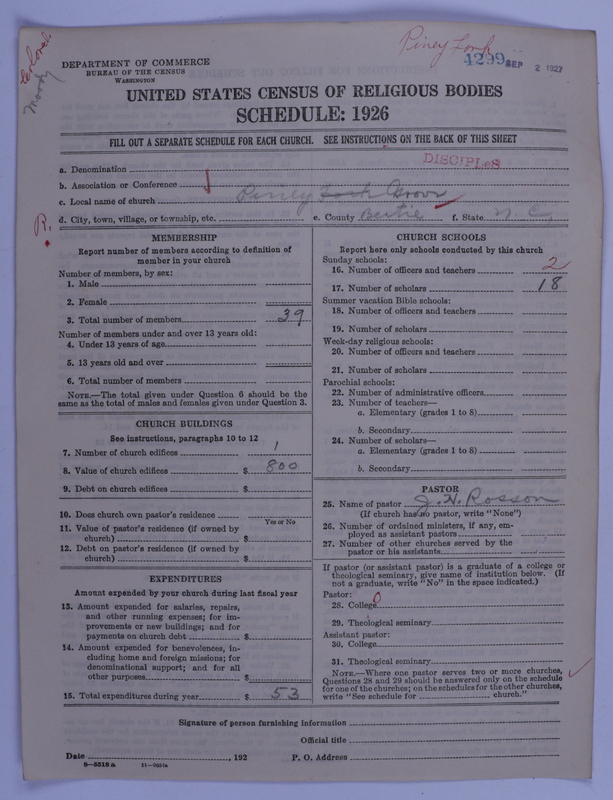 Colored.
Moody
Piney Fork
4299 SEP 2 1927
DEPARTMENT OF COMMERCE
BUREAU OF THE CENSUS
WASHINGTON
UNITED STATES CENSUS OF RELIGIOUS BODIES
SCHEDULE: 1926
FILL OUT A SEPARATE SCHEDULE FOR EACH CHURCH. SEE INSTRUCTIONS ON THE BACK OF THIS SHEET
DISCIPLES
a. Denomination
b. Association or Conference
c. Local name of church Piney Fork Grove
R. d. City, town, village, or township, etc. e. County Bertie f. State N. C.
MEMBERSHIP
Report number of members according to definition of
member in your church
Number of members, by sex:
1. Male
2. Female
3. Total number of members 39
Number of members under and over 13 years old:
4. Under 13 years of age
5. 13 years old and over
6. Total number of members
NOTE.—The total given under Question 6 should be the
same as the total of males and females given under Question 3.
CHURCH BUILDINGS
See instructions, paragraphs 10 to 12
7. Number of church edifices 1
8. Value of church edifices $ 800
9. Debt on church edifices $
10. Does church own pastor's residence
Yes or No
11. Value of pastor's residence (if owned by
church) $
12. Debt on pastor's residence (if owned by
church) $
EXPENDITURES
Amount expended by your church during last fiscal year
13. Amount expended for salaries, repairs,
and other running expenses; for im-
provements or new buildings; and for
payments on church debt $
14. Amount expended for benevolences, in-
cluding home and foreign missions; for
denominational support; and for all
other purposes $
15. Total expenditures during year $ 53
CHURCH SCHOOLS
Report here only schools conducted by this church
Sunday schools:
16. Number of officers and teachers 2
17. Number of scholars 18
Summer vacation Bible schools:
18. Number of officers and teachers
19. Number of scholars
Week-day religious schools:
20. Number of officers and teachers
21. Number of scholars
Parochial schools:
22. Number of administrative officers
23. Number of teachers—
a. Elementary (grades 1 to 8)
b. Secondary
24. Number of scholars—
a. Elementary (grades 1 to 8)
b. Secondary
PASTOR
25. Name of pastor J. H. Rosson
(If church has no pastor, write "None")
26. Number of ordained ministers, if any, em-
ployed as assistant pastors
27. Number of other churches served by the
pastor or his assistants
If pastor (or assistant pastor) is a graduate of a college or
theological seminary, give name of institution below. (If
not a graduate, write "No" in the space indicated.)
Pastor:
28. College 0
29. Theological seminary
Assistant pastor:
30. College
31. Theological seminary
NOTE.—Where one pastor serves two or more churches,
Questions 28 and 29 should be answered only on the schedule
for one of the churches; on the schedules for the other churches,
write "See schedule for church."
Signature of person furnishing information
Official title
Date , 192 P. O. Address
8—5518a 11—9651a